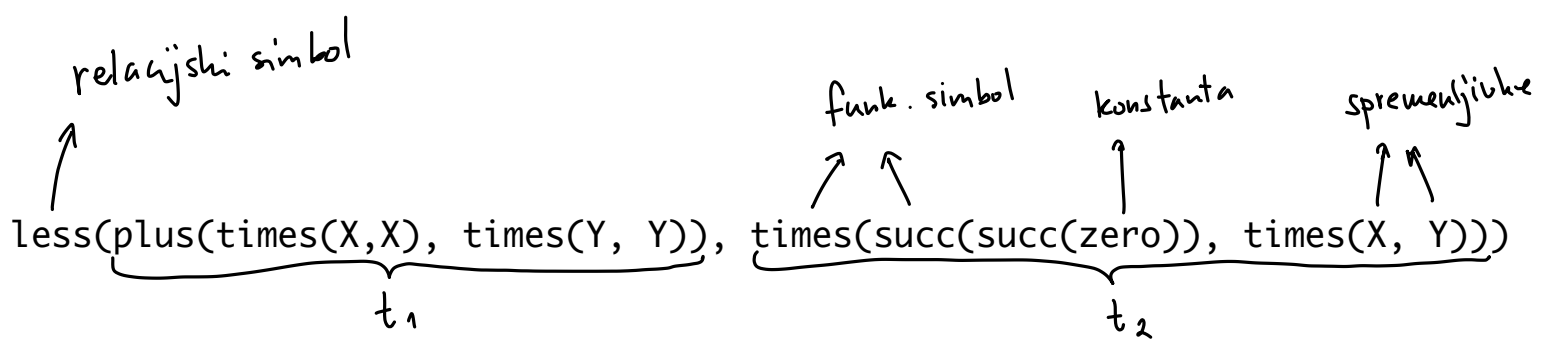 relacijski simbol
funk. simbol konstanta spremenljivke
less(plus(times(X,X), times(Y, Y)), times(succ(succ(zero)), times(X, Y)))
t1 t2